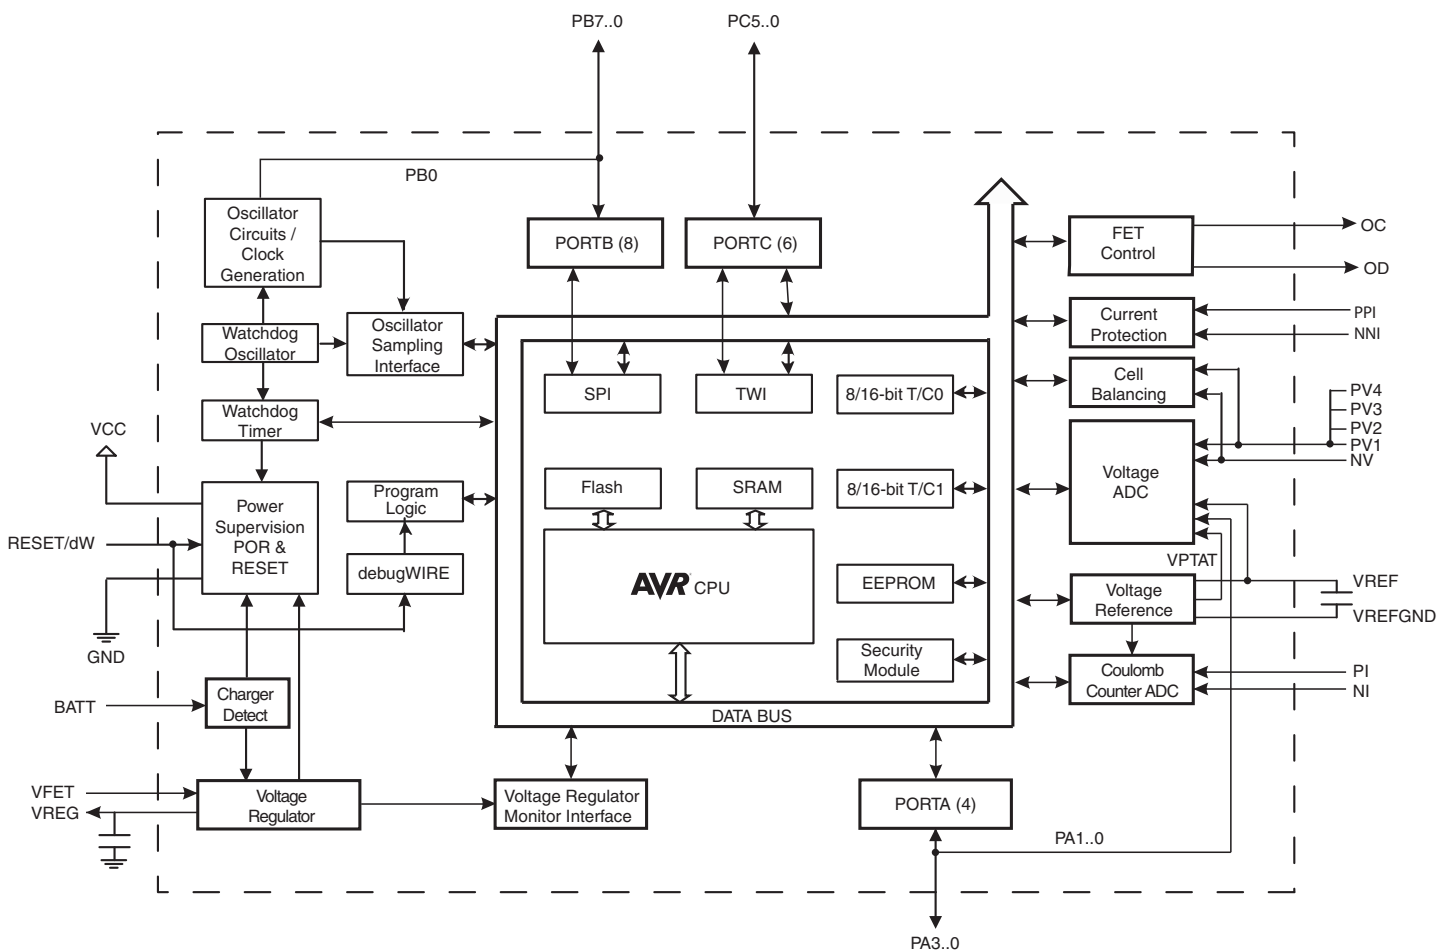 PB7..0
PC5..0
PB0
Oscillator
Circuits /
Clock
Generation
PORTB (8)
PORTC (6)
FET
Control
OC
OD
Watchdog
Oscillator
Oscillator
Sampling
Interface
Current
Protection
PPI
NNI
SPI
TWI
8/16-bit T/C0
Cell
Balancing
PV4
PV3
PV2
PV1
NV
Watchdog
Timer
VCC
Voltage
ADC
Flash
SRAM
8/16-bit T/C1
Program
Logic
Power
Supervision
POR &
RESET
RESET/dW
debugWIRE
AVR CPU
EEPROM
VPTAT
Voltage
Reference
VREF
VREFGND
GND
Security
Module
Coulomb
Counter ADC
PI
NI
Charger
Detect
BATT
DATA BUS
VFET
VREG
Voltage
Regulator
Voltage Regulator
Monitor Interface
PORTA (4)
PA1..0
PA3..0